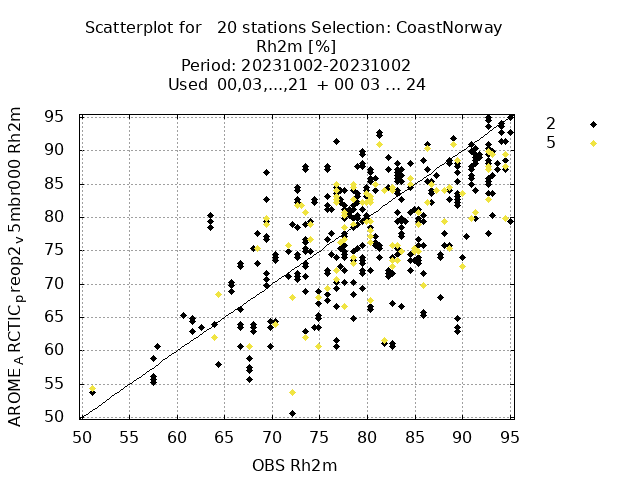 Scatterplot for 20 stations Selection: CoastNorway
Rh2m [%]
Period: 20231002-20231002
Used 00,03,...,21 + 00 03 ... 24
2
5
95
90
85
80
75
70
65
60
55
50
AROME_ARCTIC_preop2_v5mbr000 Rh2m
50 55 60 65 70 75 80 85 90 95
OBS Rh2m